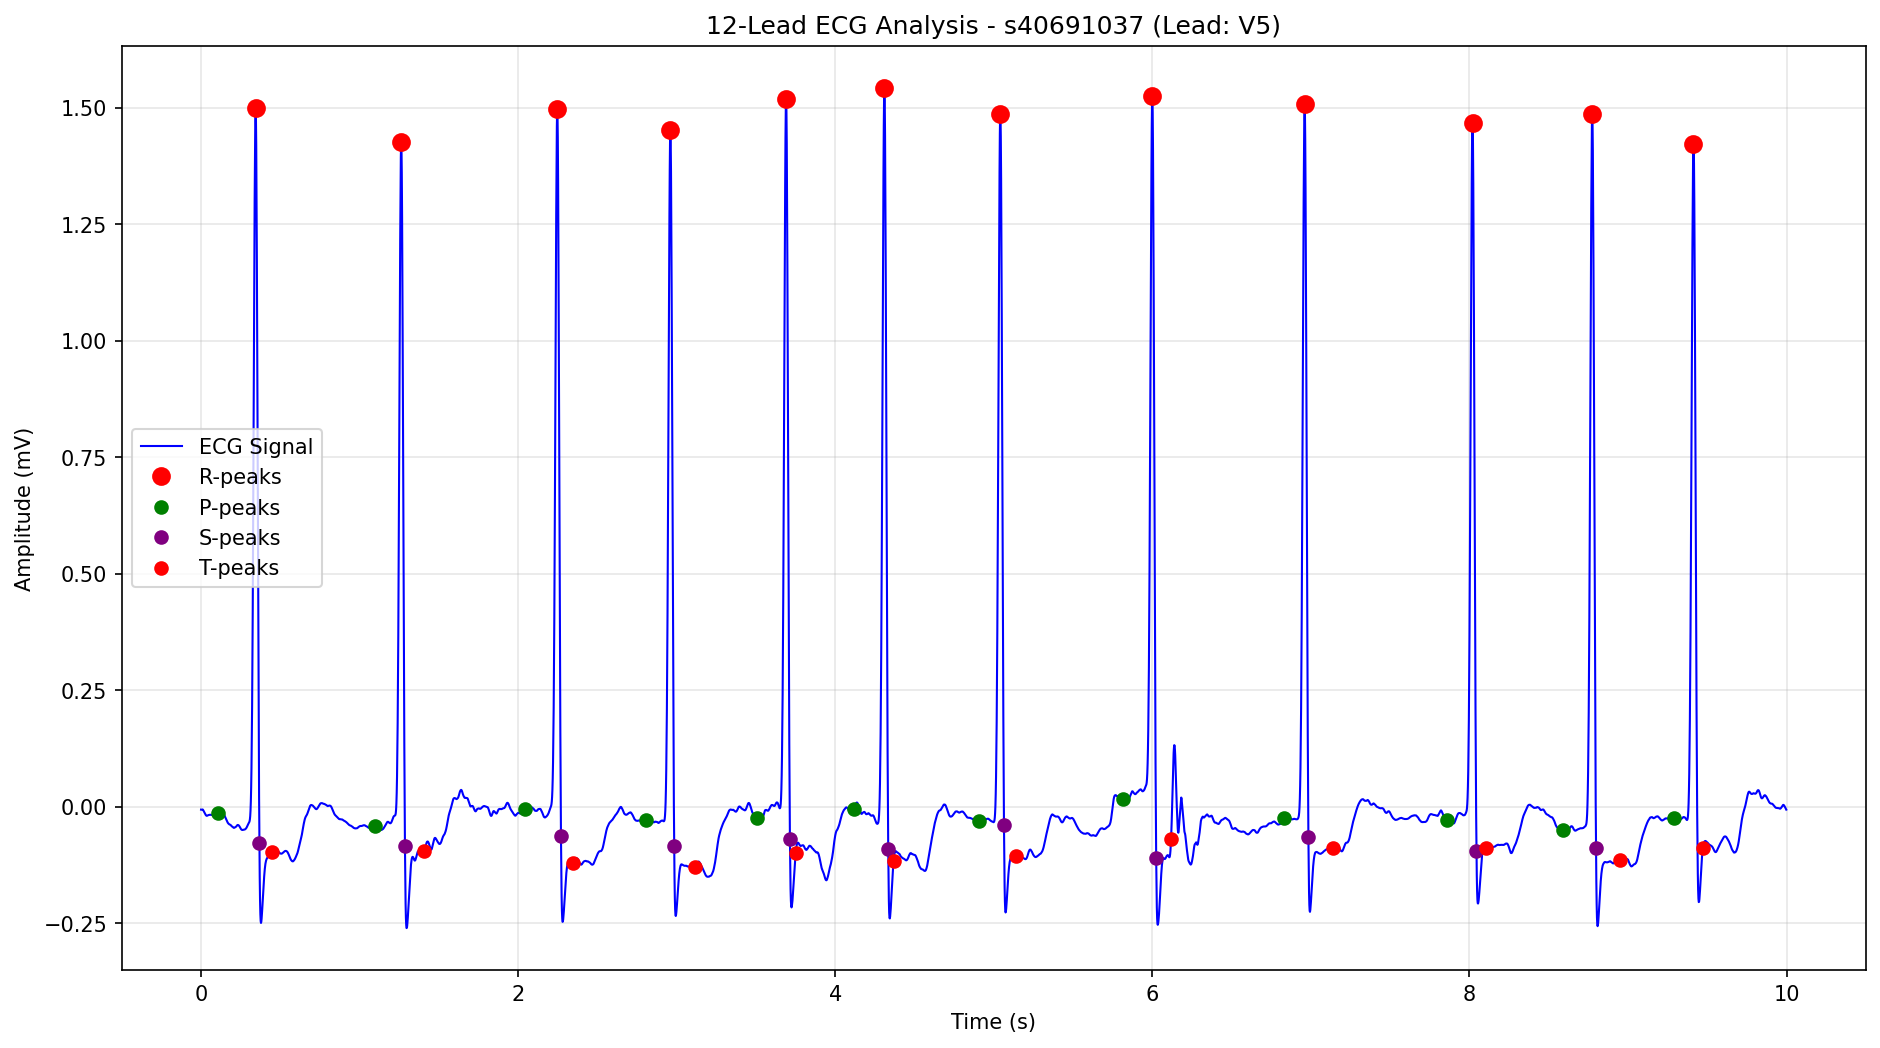 12-Lead ECG Analysis - s40691037 (Lead: V5)
Amplitude (mV)
1.50
1.25
1.00
0.75
0.50
0.25
0.00
−0.25
ECG Signal
R-peaks
P-peaks
S-peaks
T-peaks
0 2 4 6 8 10
Time (s)